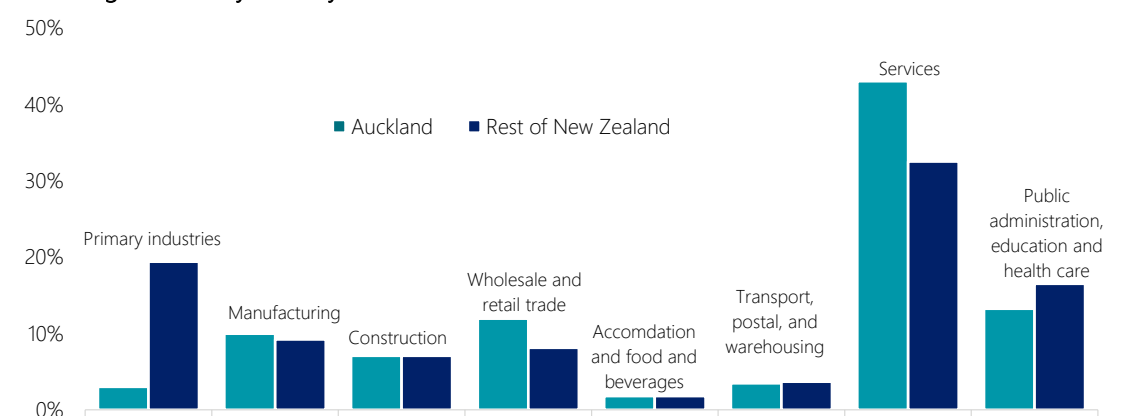 50%
Services
40%
Auckland
Rest of New Zealand
30%
Public
administration,
education and
health care
Primary industries
20%
Wholesale and
retail trade
Transport,
postal, and
warehousing
Manufacturing
10%
Construction
Accomdation
and food and
beverages
0%